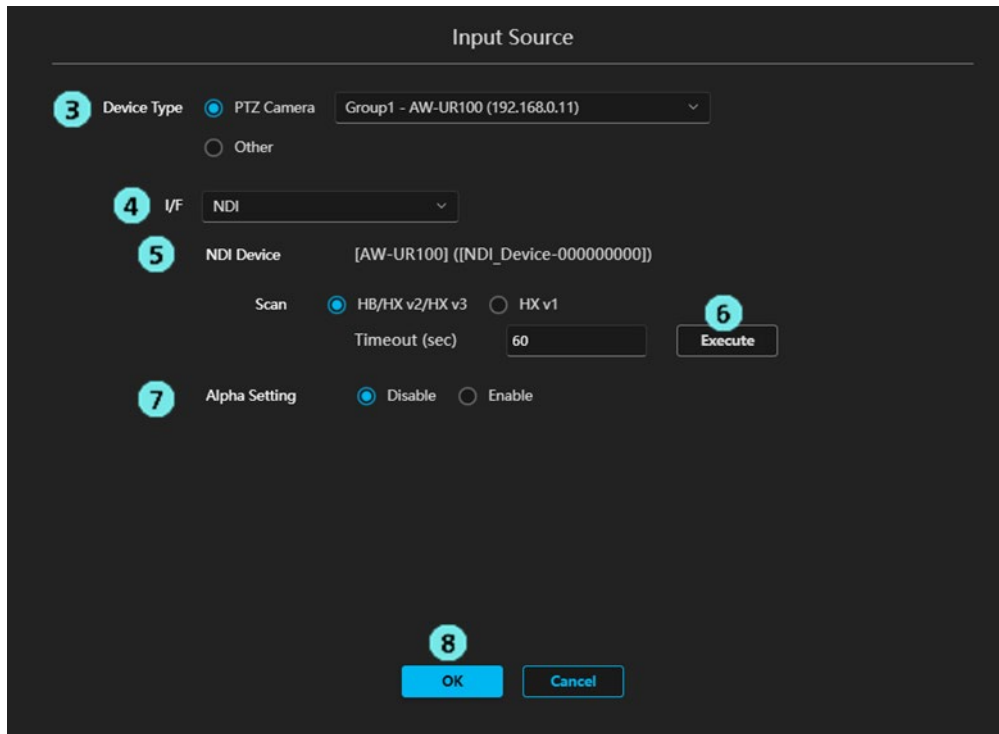 Input Source
3 Device Type PTZ Camera Group1 - AW-UR100 (192.168.0.11)
Other
4 I/F NDI
5 NDI Device [AW-UR100] ([NDI_Device-000000000])
Scan HB/HX v2/HX v3 HX v1 6
Timeout (sec) 60 Execute
7 Alpha Setting Disable Enable
8
OK Cancel